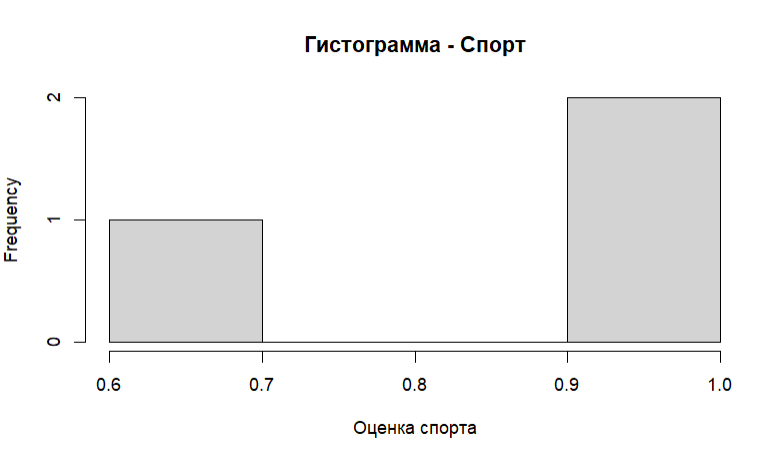 Гистограмма - Спорт
Frequency
2
1
0
0.6 0.7 0.8 0.9 1.0
Оценка спорта